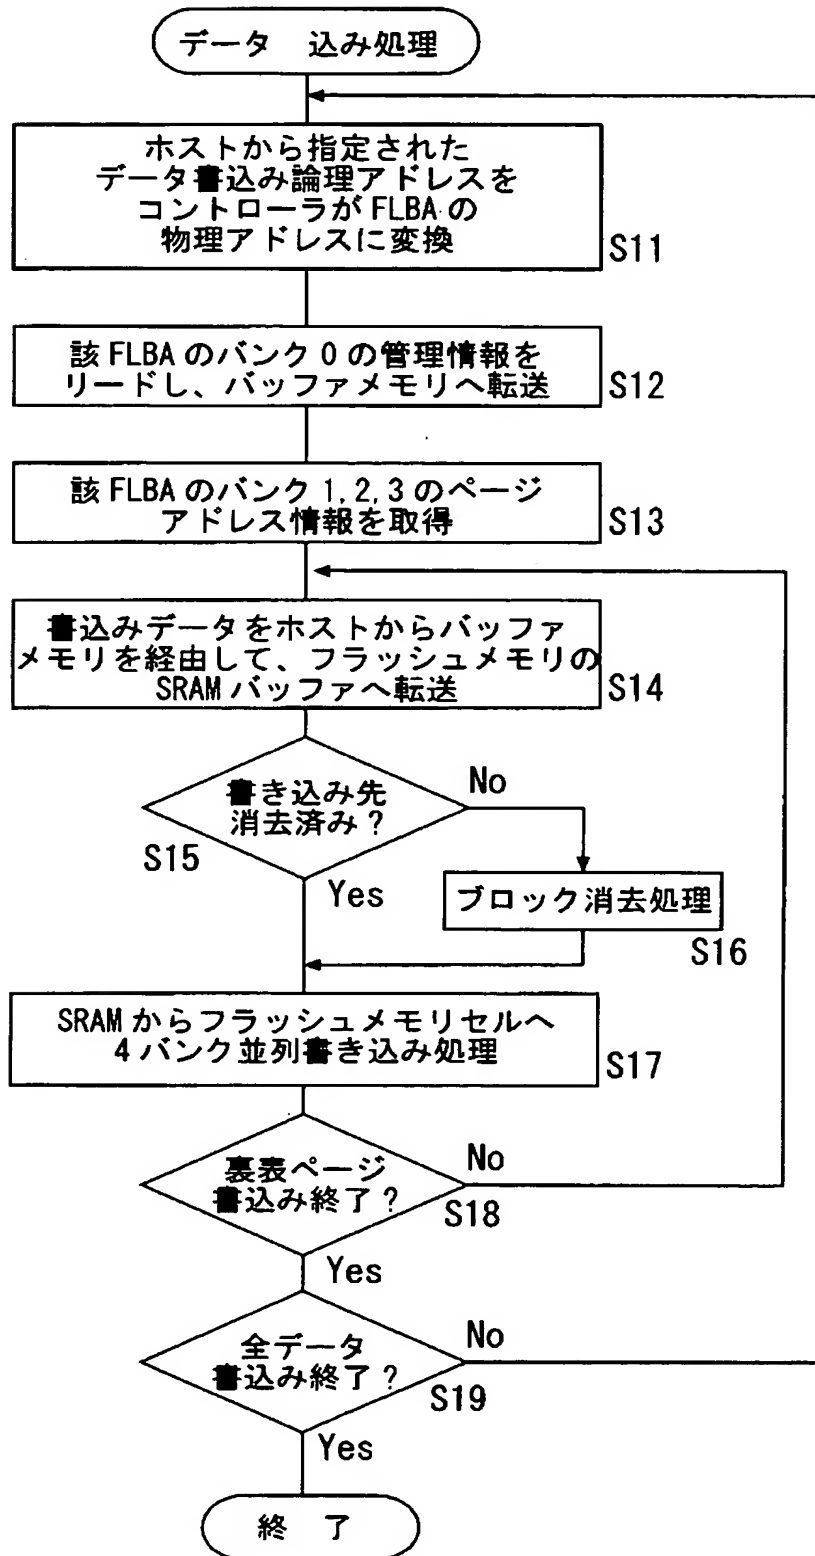 データ 込み処理
ホストから指定された
データ書込み論理アドレスを
コントローラがFLBAの
物理アドレスに変換
S11
該FLBAのバンク0の管理情報を
リードし、バッファメモリへ転送
S12
該FLBAのバンク1,2,3のページ
アドレス情報を取得
S13
書込みデータをホストからバッファ
メモリを経由して、フラッシュメモリの
SRAMバッファへ転送
S14
書き込み先
消去済み?
No
S15
Yes
ブロック消去処理
S16
SRAMからフラッシュメモリセルへ
4バンク並列書き込み処理
S17
裏表ページ
書込み終了?
No
S18
Yes
全データ
書込み終了?
No
S19
Yes
終 了